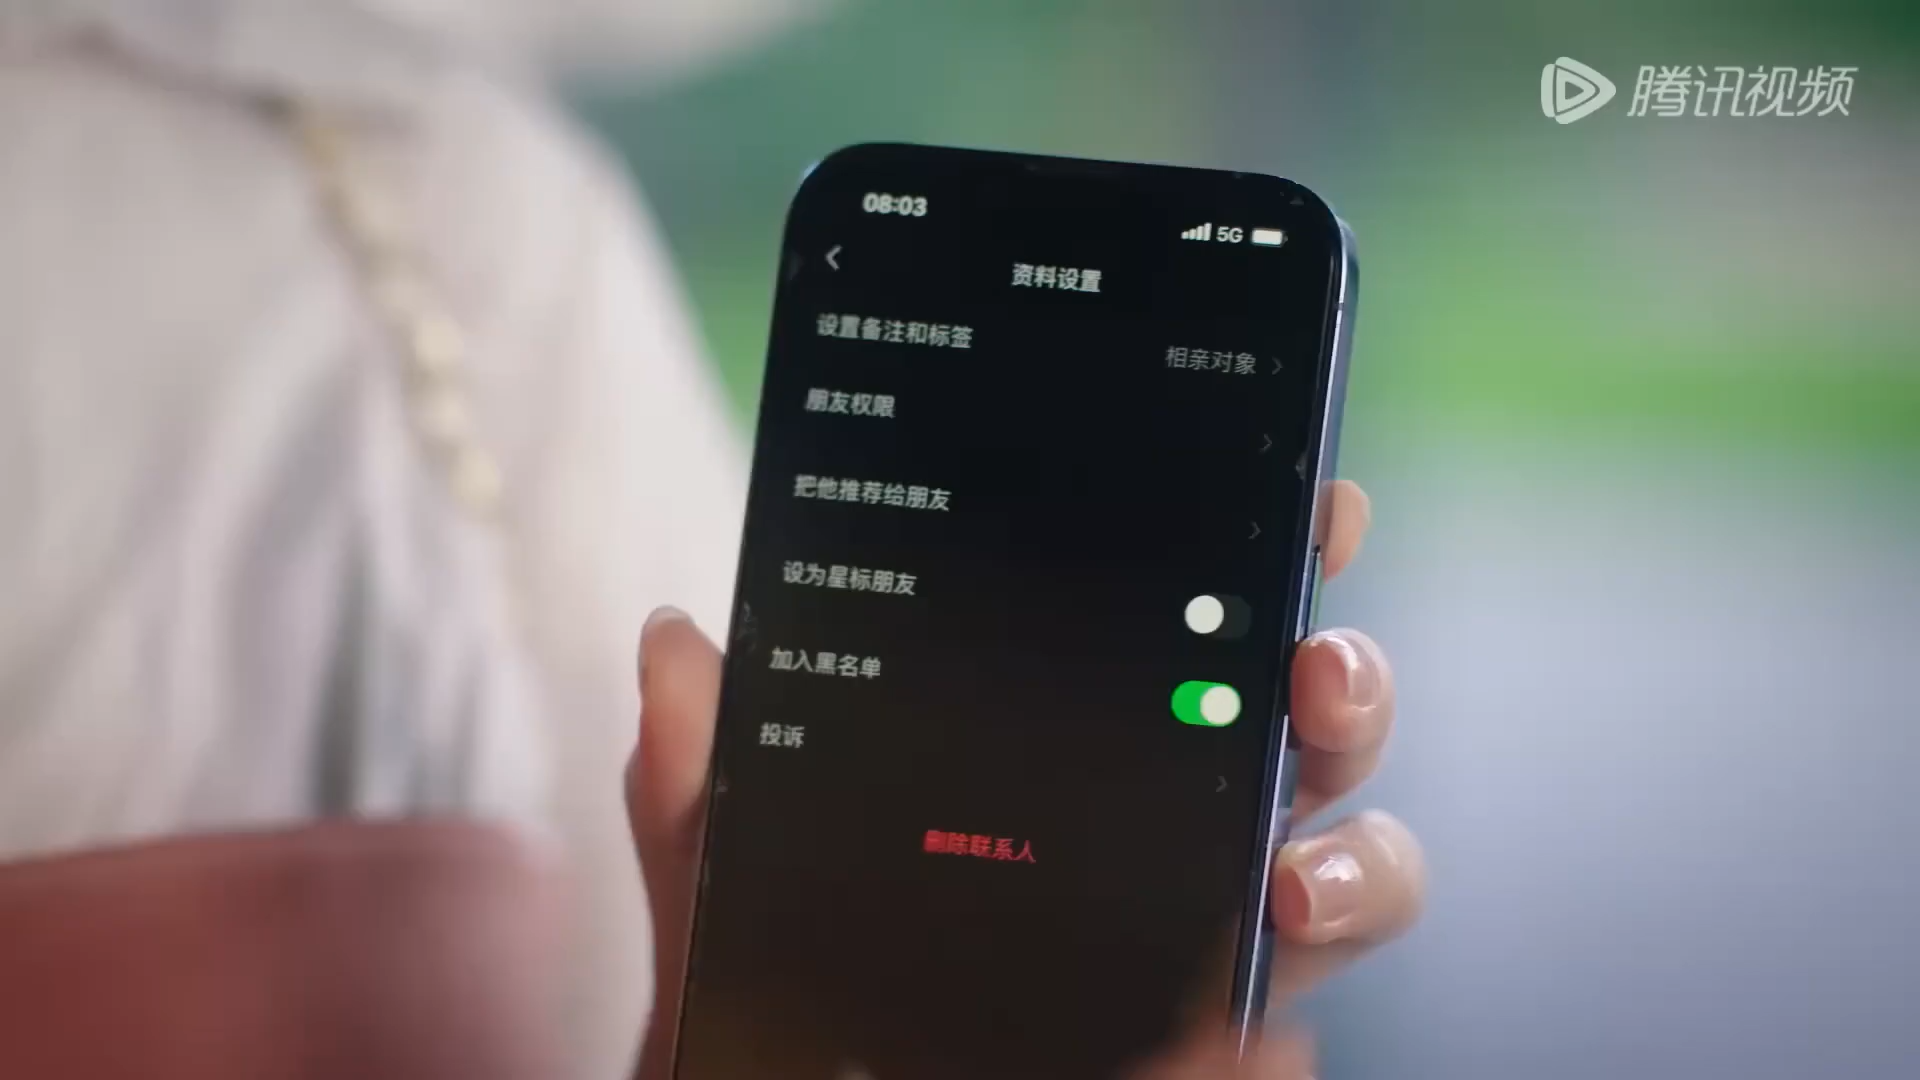 腾讯视频
08:03
5G
资料设置
设置备注和标签
相亲对象
朋友权限
把他推荐给朋友
设为星标朋友
加入黑名单
投诉
删除联系人